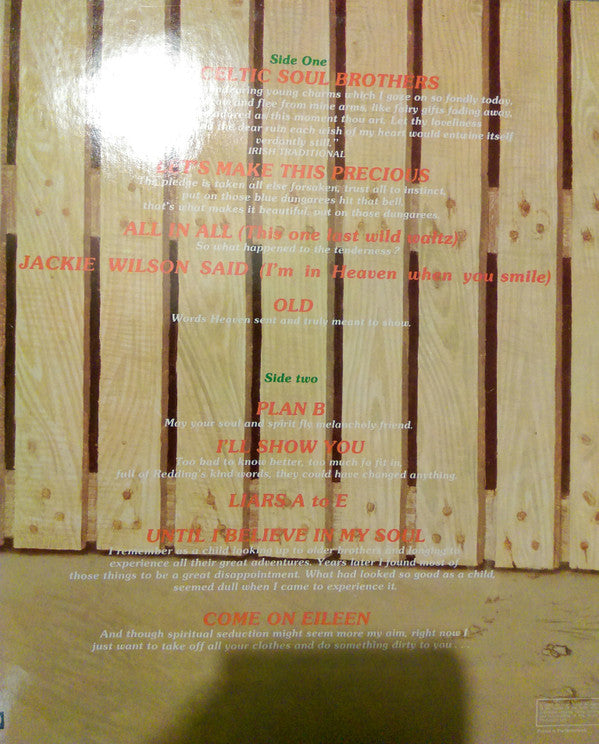 Side One
CELTIC SOUL BROTHERS
endearing young charms which I gaze on so fondly today,
and flee from mine arms, like fairy gifts fading away,
adored as this moment thou art. Let thy loveliness
the dear ruin each wish of my heart would entwine itself
verdantly still."
IRISH TRADITIONAL
LET'S MAKE THIS PRECIOUS
The pledge is taken all else forsaken, trust all to instinct,
put on those blue dungarees hit that bell,
that's what makes it beautiful, put on those dungarees.
ALL IN ALL (This one last wild waltz)
So what happened to the tenderness?
JACKIE WILSON SAID (I'm in Heaven when you smile)
OLD
Words Heaven sent and truly meant to show.
Side two
PLAN B
May your soul and spirit fly melancholy friend.
I'LL SHOW YOU
Too bad to know better, too much to fit in,
full of Redding's kind words, they could have changed anything.
LIARS A to E
UNTIL I BELIEVE IN MY SOUL
I remember as a child looking up to older brothers and longing to
experience all their great adventures. Years later I found most of
those things to be a great disappointment. What had looked so good as a child,
seemed dull when I came to experience it.
COME ON EILEEN
And though spiritual seduction might seem more my aim, right now I
just want to take off all your clothes and do something dirty to you . . .